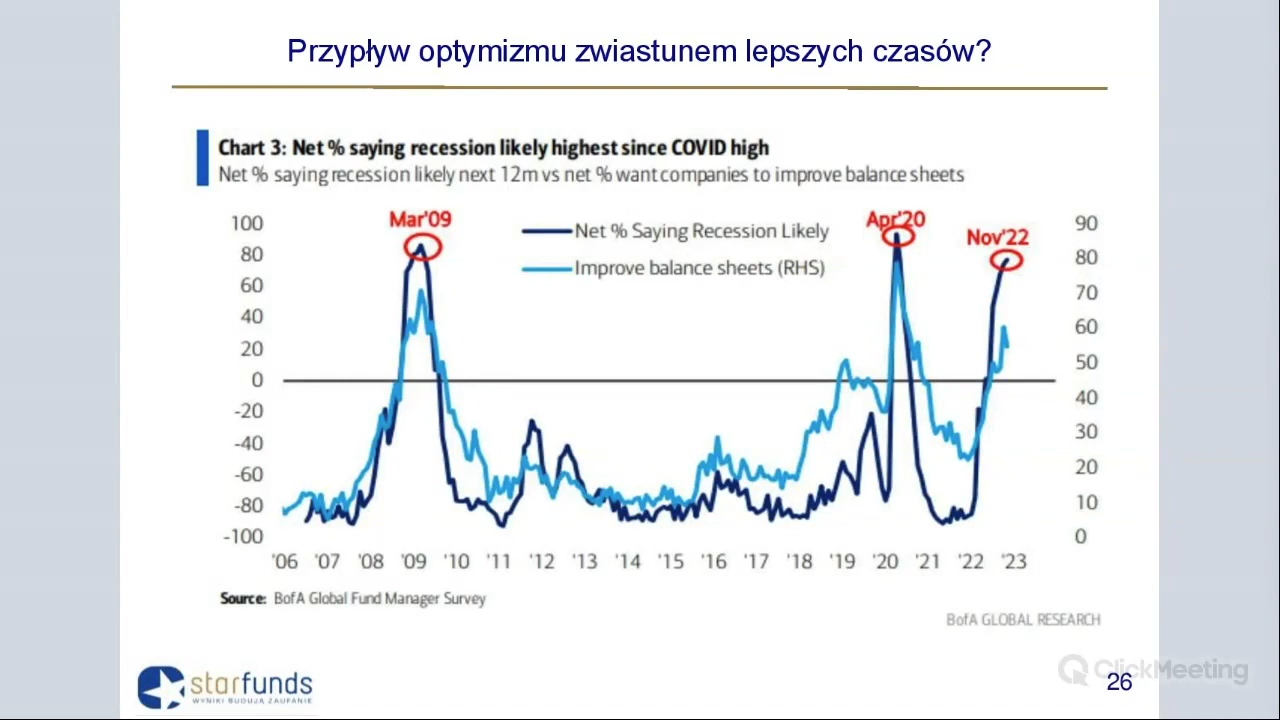 Przypływ optymizmu zwiastunem lepszych czasów?
Chart 3: Net % saying recession likely highest since COVID high
Net % saying recession likely next 12m vs net % want companies to improve balance sheets
Mar'09
Apr'20
Nov'22
Net % Saying Recession Likely
Improve balance sheets (RHS)
100
80
60
40
20
0
-20
-40
-60
-80
-100
90
80
70
60
50
40
30
20
10
0
'06 '07 '08 '09 '10 '11 '12 '13 '14 '15 '16 '17 '18 '19 '20 '21 '22 '23
Source: BofA Global Fund Manager Survey
BofA GLOBAL RESEARCH
starfunds
WYNIKI BUDUJĄ ZAUFANIE
ClickMeeting
26